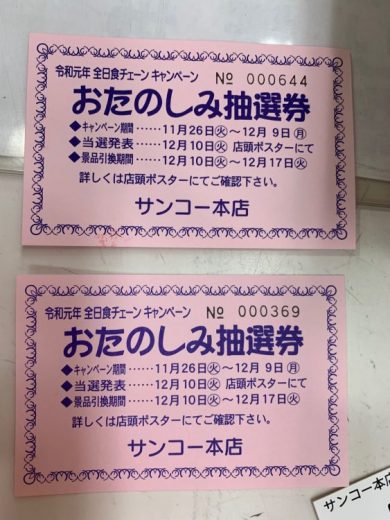 令和元年 全日食チェーン キャンペーン № 000644
おたのしみ抽選券
◆キャンペーン期間……11月26日㊋～12月 9日㊊
◆当選発表……12月10日㊋ 店頭ポスターにて
◆景品引換期間……12月10日㊋～12月17日㊋
詳しくは店頭ポスターにてご確認下さい。
サンコー本店
令和元年 全日食チェーン キャンペーン № 000369
おたのしみ抽選券
◆キャンペーン期間……11月26日㊋～12月 9日㊊
◆当選発表……12月10日㊋ 店頭ポスターにて
◆景品引換期間……12月10日㊋～12月17日㊋
詳しくは店頭ポスターにてご確認下さい。
サンコー本店
サンコー本店